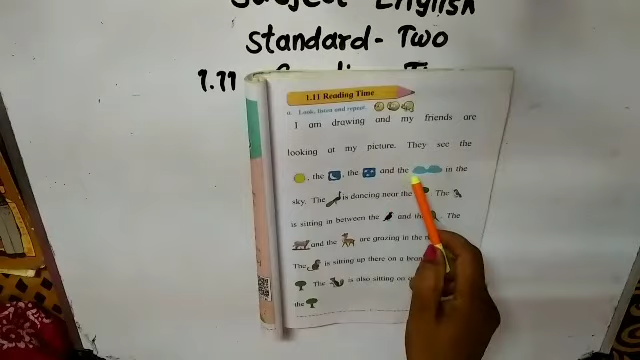 Subject - English
Standard - Two
1.11 Reading Time
1.11 Reading Time
a. Look, listen and repeat.
I am drawing and my friends are
looking at my picture. They see the
, the , the and the in the
sky. The is dancing near the . The
is sitting in between the and the . The
and the are grazing in the
The is sitting up there on a
. The is also sitting on
the